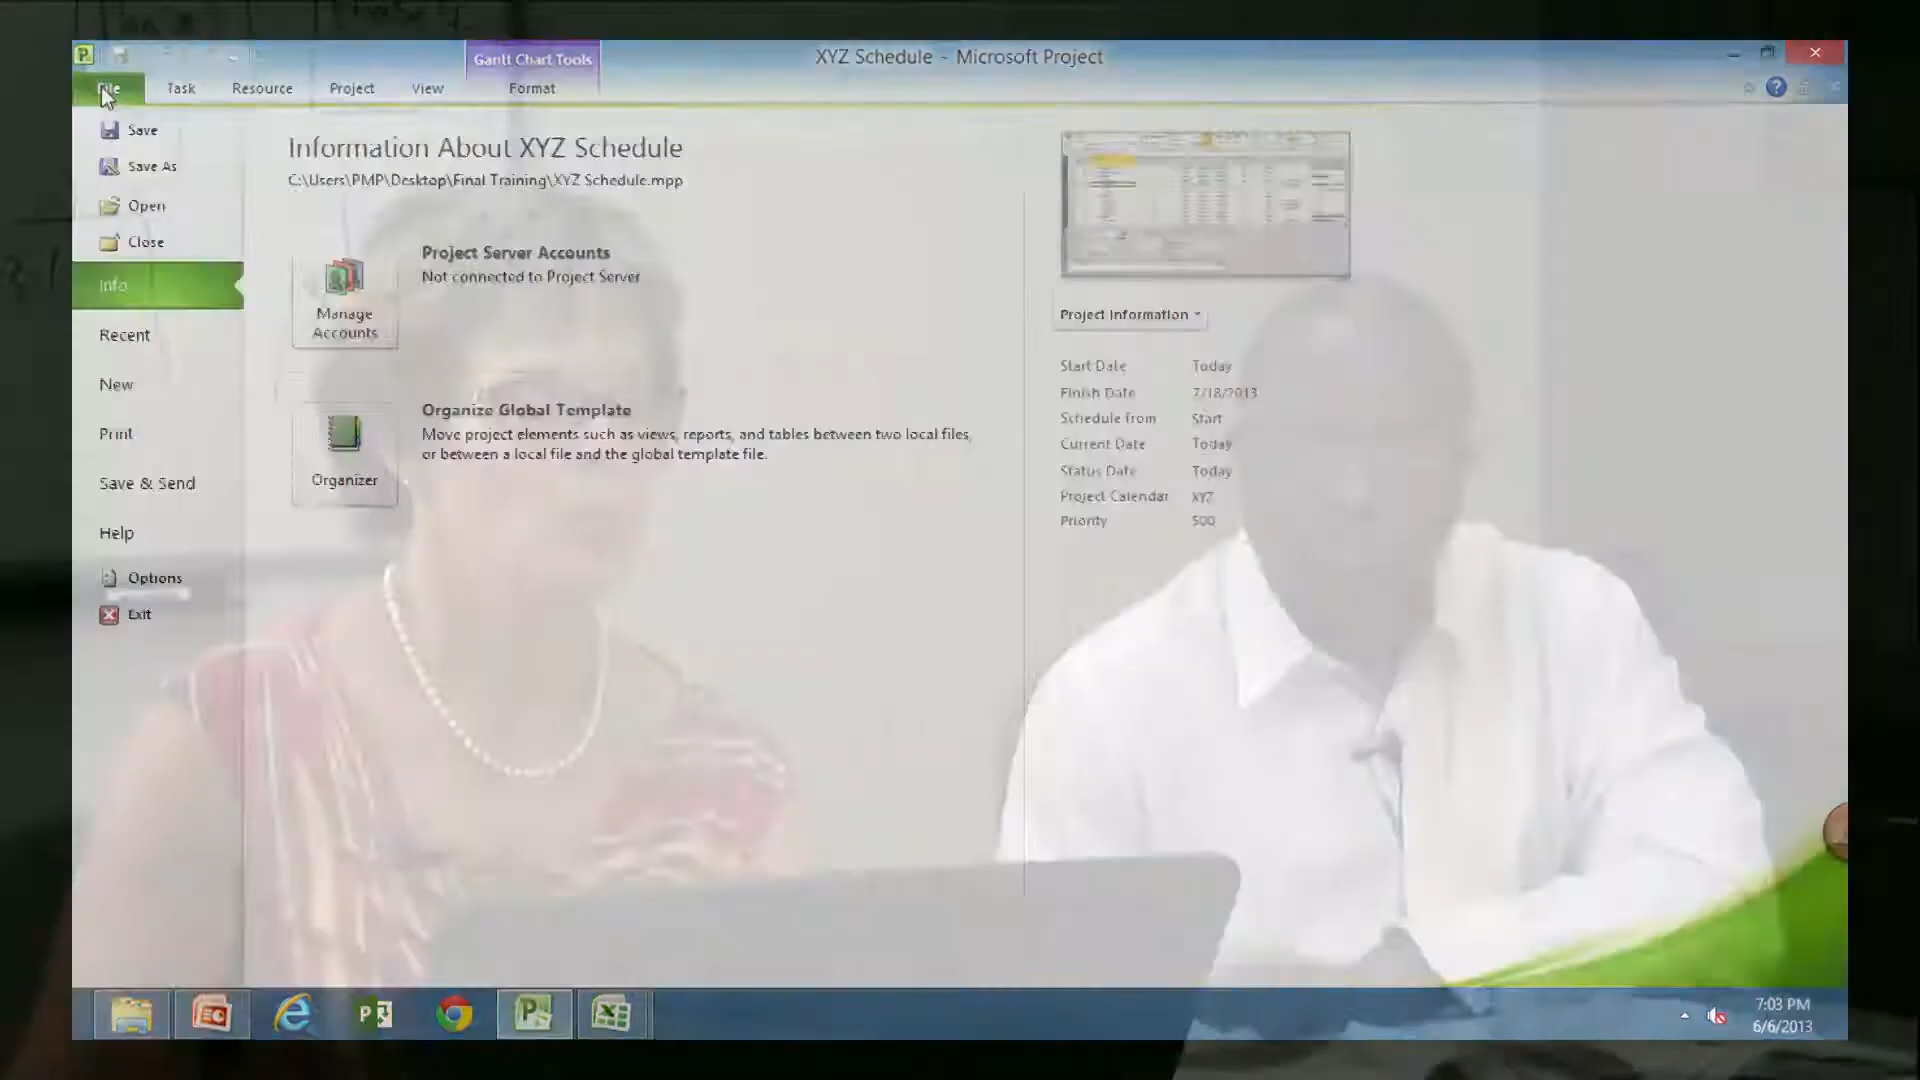 Gantt Chart Tools
XYZ Schedule - Microsoft Project
File Task Resource Project View Format
Save
Save As
Open
Close
Info
Recent
New
Print
Save & Send
Help
Options
Exit
Information About XYZ Schedule
C:\Users\PMP\Desktop\Final Training\XYZ Schedule.mpp
Manage
Accounts
Project Server Accounts
Not connected to Project Server
Organizer
Organize Global Template
Move project elements such as views, reports, and tables between two local files,
or between a local file and the global template file.
Project Information
Start Date Today
Finish Date 7/18/2013
Schedule from Start
Current Date Today
Status Date Today
Project Calendar XYZ
Priority 500
7:03 PM
6/6/2013